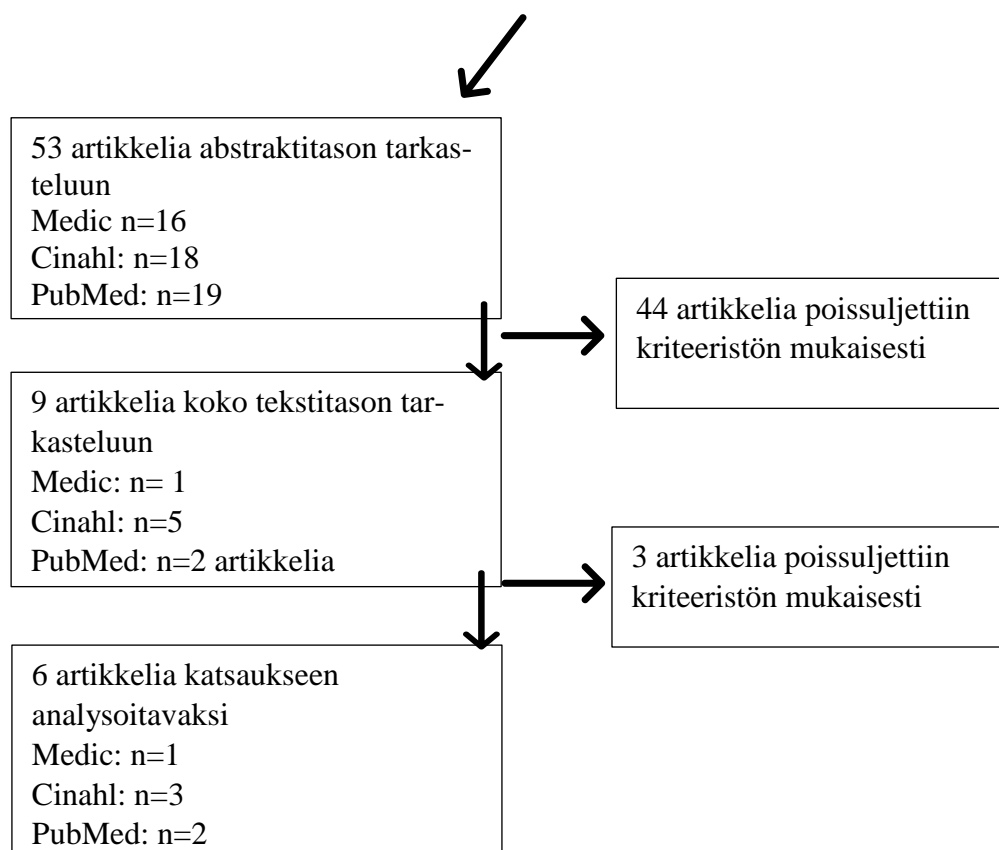 53 artikkelia abstraktitason tarkas-
teluun
Medic n=16
Cinahl: n=18
PubMed: n=19
44 artikkelia poissuljettiin
kriteeristön mukaisesti
9 artikkelia koko tekstitason tar-
kasteluun
Medic: n= 1
Cinahl: n=5
PubMed: n=2 artikkelia
3 artikkelia poissuljettiin
kriteeristön mukaisesti
6 artikkelia katsaukseen
analysoitavaksi
Medic: n=1
Cinahl: n=3
PubMed: n=2